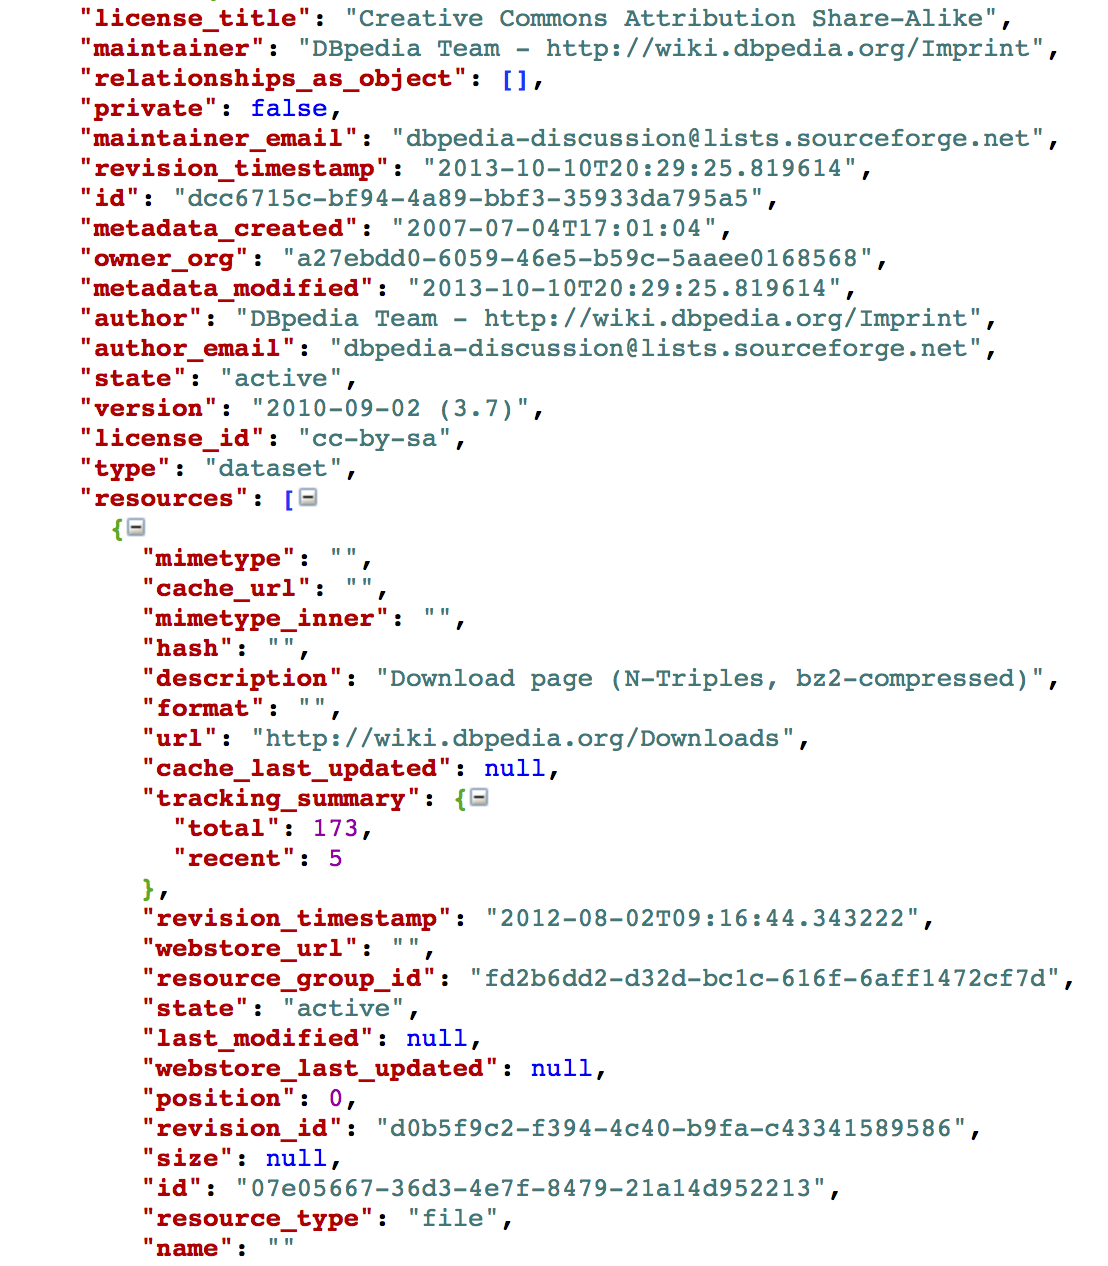 "license_title": "Creative Commons Attribution Share-Alike",
"maintainer": "DBpedia Team - http://wiki.dbpedia.org/Imprint",
"relationships_as_object": [],
"private": false,
"maintainer_email": "dbpedia-discussion@lists.sourceforge.net",
"revision_timestamp": "2013-10-10T20:29:25.819614",
"id": "dcc6715c-bf94-4a89-bbf3-35933da795a5",
"metadata_created": "2007-07-04T17:01:04",
"owner_org": "a27ebdd0-6059-46e5-b59c-5aaee0168568",
"metadata_modified": "2013-10-10T20:29:25.819614",
"author": "DBpedia Team - http://wiki.dbpedia.org/Imprint",
"author_email": "dbpedia-discussion@lists.sourceforge.net",
"state": "active",
"version": "2010-09-02 (3.7)",
"license_id": "cc-by-sa",
"type": "dataset",
"resources": [
{
"mimetype": "",
"cache_url": "",
"mimetype_inner": "",
"hash": "",
"description": "Download page (N-Triples, bz2-compressed)",
"format": "",
"url": "http://wiki.dbpedia.org/Downloads",
"cache_last_updated": null,
"tracking_summary": {
"total": 173,
"recent": 5
},
"revision_timestamp": "2012-08-02T09:16:44.343222",
"webstore_url": "",
"resource_group_id": "fd2b6dd2-d32d-bc1c-616f-6aff1472cf7d",
"state": "active",
"last_modified": null,
"webstore_last_updated": null,
"position": 0,
"revision_id": "d0b5f9c2-f394-4c40-b9fa-c43341589586",
"size": null,
"id": "07e05667-36d3-4e7f-8479-21a14d952213",
"resource_type": "file",
"name": ""